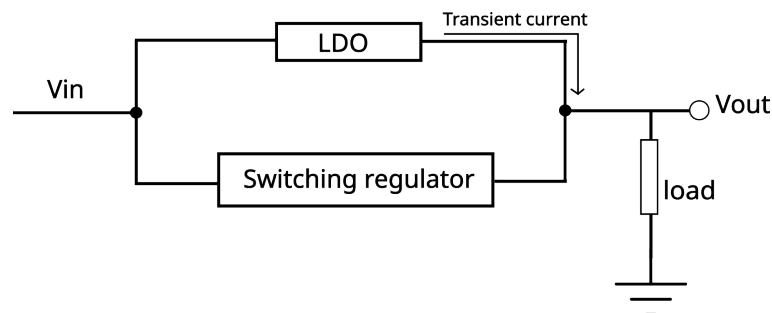 Transient current
LDO
Vin
Vout
Switching regulator
load